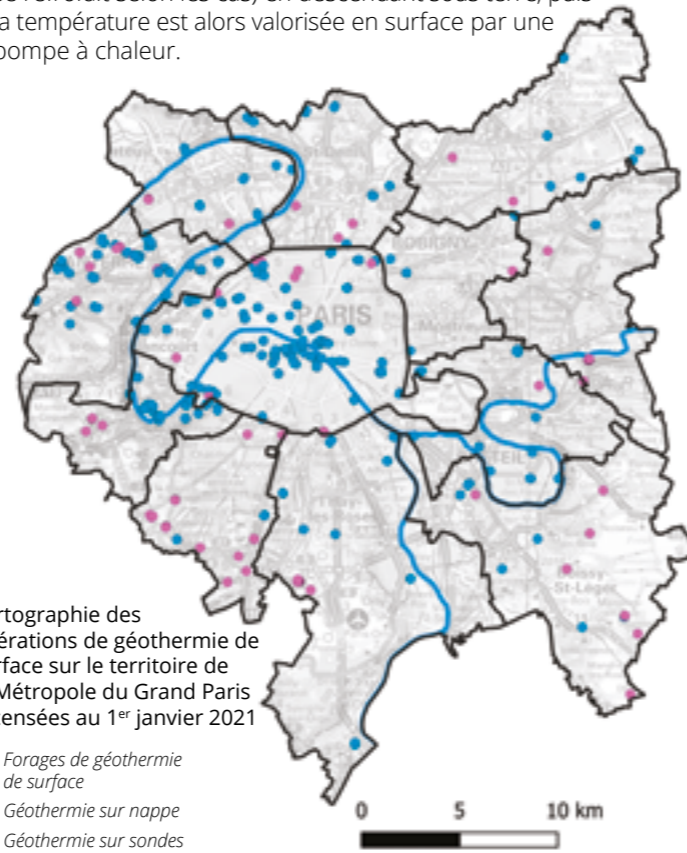 la température est alors valorisée en surface par une
pompe à chaleur.
PARIS
BOBIGNY
St-Léger
rtographie des
érations de géothermie de
rface sur le territoire de
Métropole du Grand Paris
ensées au 1er janvier 2021
Forages de géothermie
de surface
Géothermie sur nappe
Géothermie sur sondes
0 5 10 km